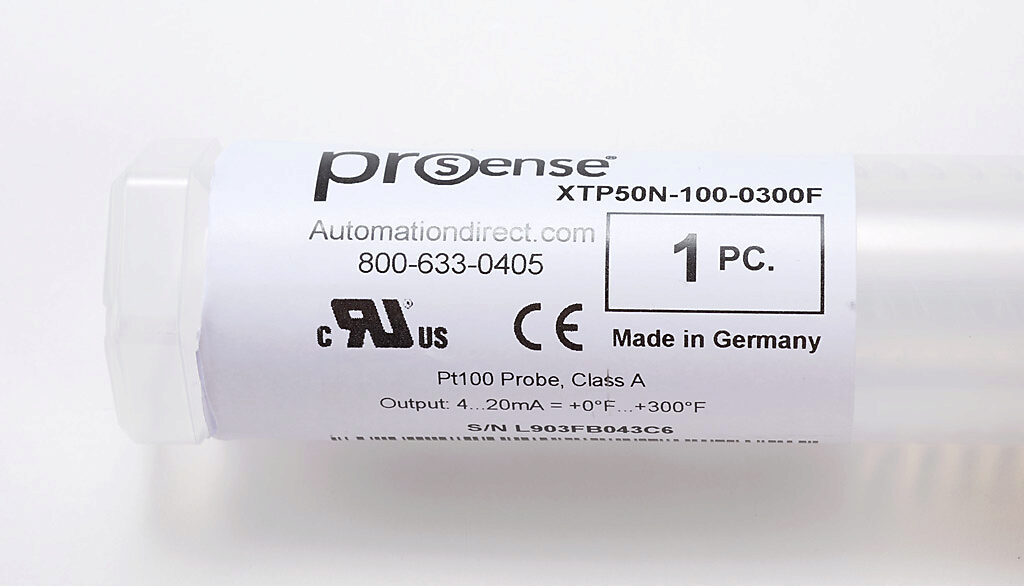 prosense®
XTP50N-100-0300F
Automationdirect.com
800-633-0405
1 PC.
c RU US
CE
Made in Germany
Pt100 Probe, Class A
Output: 4...20mA = +0°F...+300°F
S/N L903FB043C6